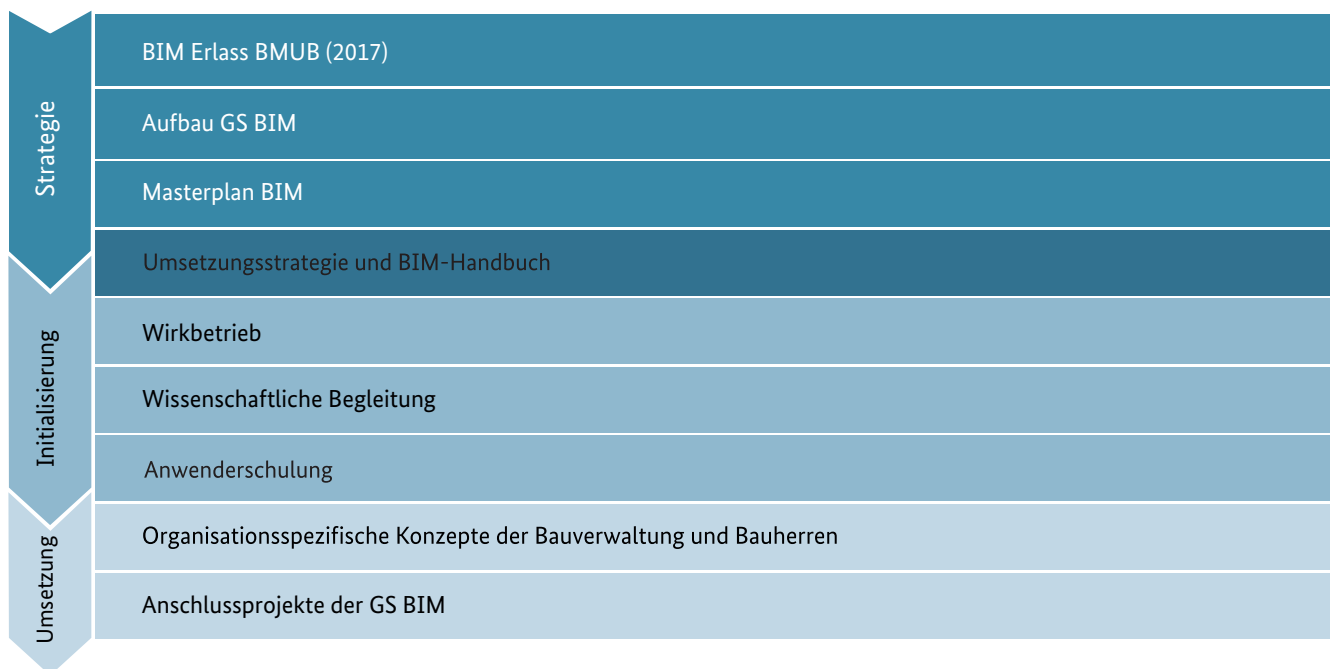 Strategie
BIM Erlass BMUB (2017)
Aufbau GS BIM
Masterplan BIM
Umsetzungsstrategie und BIM-Handbuch
Initialisierung
Wirkbetrieb
Wissenschaftliche Begleitung
Anwenderschulung
Umsetzung
Organisationsspezifische Konzepte der Bauverwaltung und Bauherren
Anschlussprojekte der GS BIM